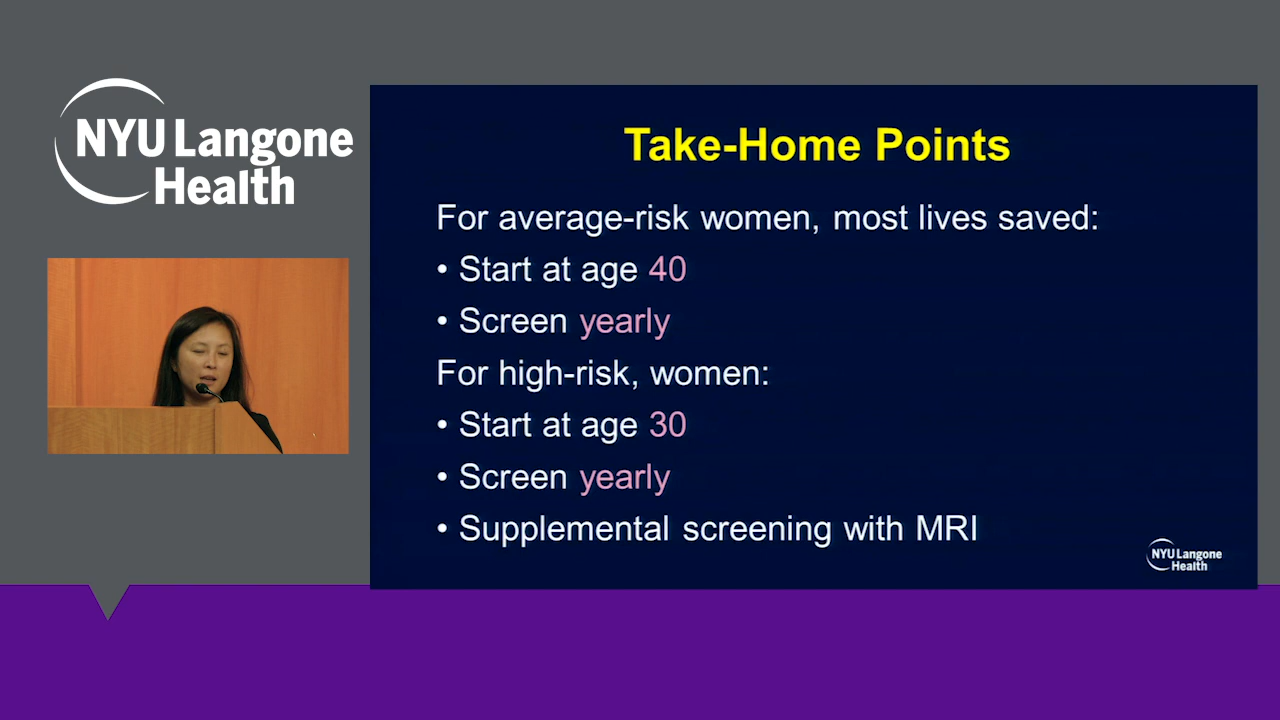 NYU Langone
Health
Take-Home Points
For average-risk women, most lives saved:
• Start at age 40
• Screen yearly
For high-risk, women:
• Start at age 30
• Screen yearly
• Supplemental screening with MRI
NYU Langone
Health